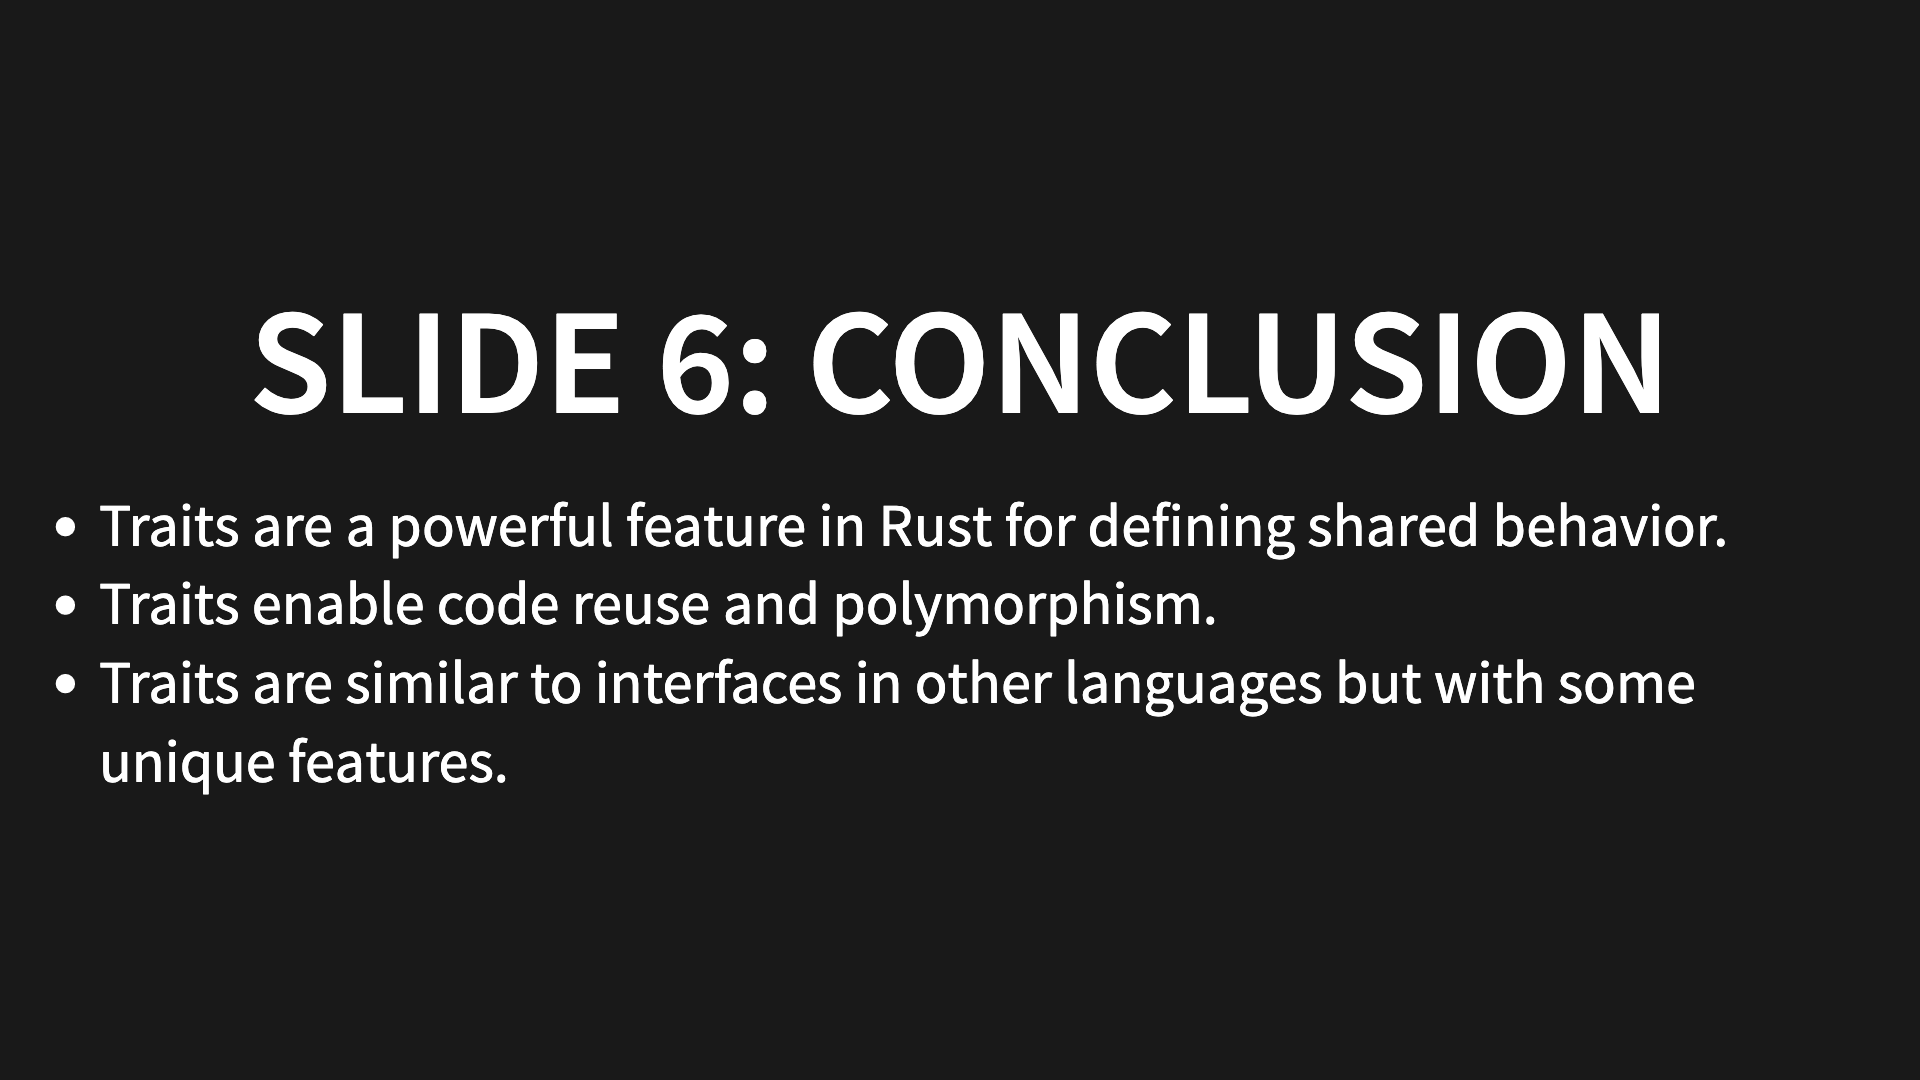 SLIDE 6: CONCLUSION
• Traits are a powerful feature in Rust for defining shared behavior.
• Traits enable code reuse and polymorphism.
• Traits are similar to interfaces in other languages but with some
unique features.